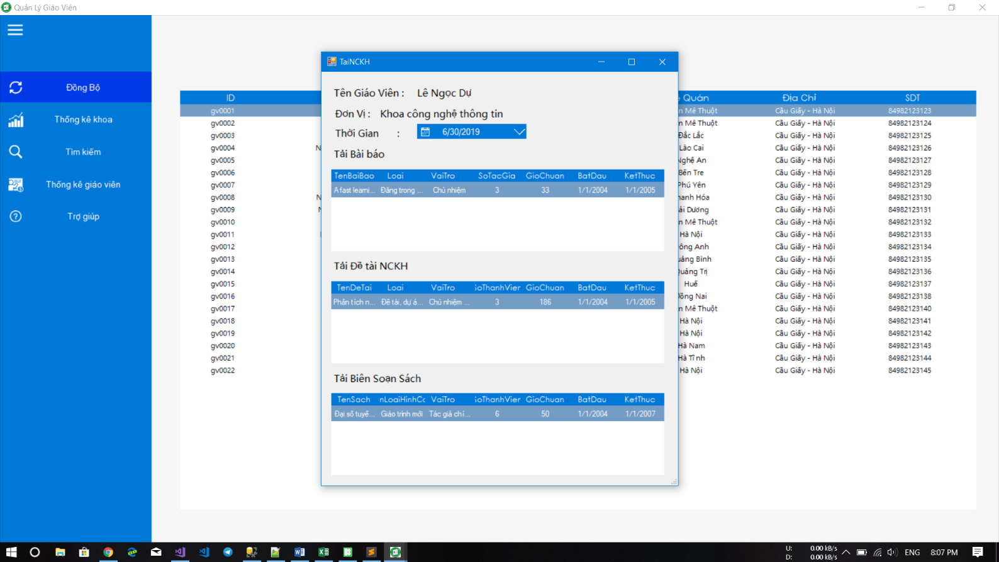 Quản Lý Giáo Viên
Đồng Bộ
Thống kê khoa
Tìm kiếm
Thống kê giáo viên
Trợ giúp
TaiNCKH
Tên Giáo Viên : Lê Ngọc Dự
Đơn Vị : Khoa công nghệ thông tin
Thời Gian : 6/30/2019
Tải Bài báo
TenBaiBao Loai VaiTro SoTacGia GioChuan BatDau KetThuc
A fast learni... Đăng trong ... Chủ nhiệm 3 33 1/1/2004 1/1/2005
Tải Đề tài NCKH
TenDeTai Loai VaiTro SoThanhVier GioChuan BatDau KetThuc
Phân tích n... Đề tài, dự á... Chủ nhiệm ... 3 186 1/1/2004 1/1/2005
Tải Biên Soạn Sách
TenSach nLoaiHinhCc VaiTro SoThanhVier GioChuan BatDau KetThuc
Đại số tuyế... Giáo trình mới Tác giả chí... 6 50 1/1/2004 1/1/2007
ID Quán Địa Chỉ SDT
gv0001 n Mê Thuột Cầu Giấy - Hà Nội 84982123123
gv0002 n Mê Thuột Cầu Giấy - Hà Nội 84982123124
gv0003 Đắc Lắc Cầu Giấy - Hà Nội 84982123125
gv0004 N Lào Cai Cầu Giấy - Hà Nội 84982123126
gv0005 Nghệ An Cầu Giấy - Hà Nội 84982123127
gv0006 Bến Tre Cầu Giấy - Hà Nội 84982123128
gv0007 Phú Yên Cầu Giấy - Hà Nội 84982123129
gv0008 N hanh Hóa Cầu Giấy - Hà Nội 84982123130
gv0009 ải Dương Cầu Giấy - Hà Nội 84982123131
gv0010 n Mê Thuột Cầu Giấy - Hà Nội 84982123132
gv0011 Hà Nội Cầu Giấy - Hà Nội 84982123133
gv0012 ông Anh Cầu Giấy - Hà Nội 84982123134
gv0013 uảng Bình Cầu Giấy - Hà Nội 84982123135
gv0014 Quảng Trị Cầu Giấy - Hà Nội 84982123136
gv0015 Huế Cầu Giấy - Hà Nội 84982123137
gv0016 ồng Nai Cầu Giấy - Hà Nội 84982123138
gv0017 n Mê Thuột Cầu Giấy - Hà Nội 84982123140
gv0018 Hà Nội Cầu Giấy - Hà Nội 84982123141
gv0019 Hà Nội Cầu Giấy - Hà Nội 84982123142
gv0020 Hà Nam Cầu Giấy - Hà Nội 84982123143
gv0021 Hà Tĩnh Cầu Giấy - Hà Nội 84982123144
gv0022 Hà Nội Cầu Giấy - Hà Nội 84982123145
U: 0.00 kB/s
D: 0.00 kB/s
ENG 8:07 PM